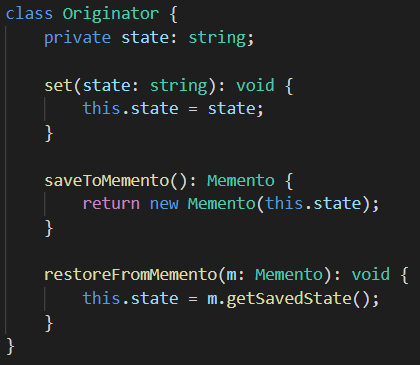 class Originator {
    private state: string;

    set(state: string): void {
        this.state = state;
    }

    saveToMemento(): Memento {
        return new Memento(this.state);
    }

    restoreFromMemento(m: Memento): void {
        this.state = m.getSavedState();
    }
}